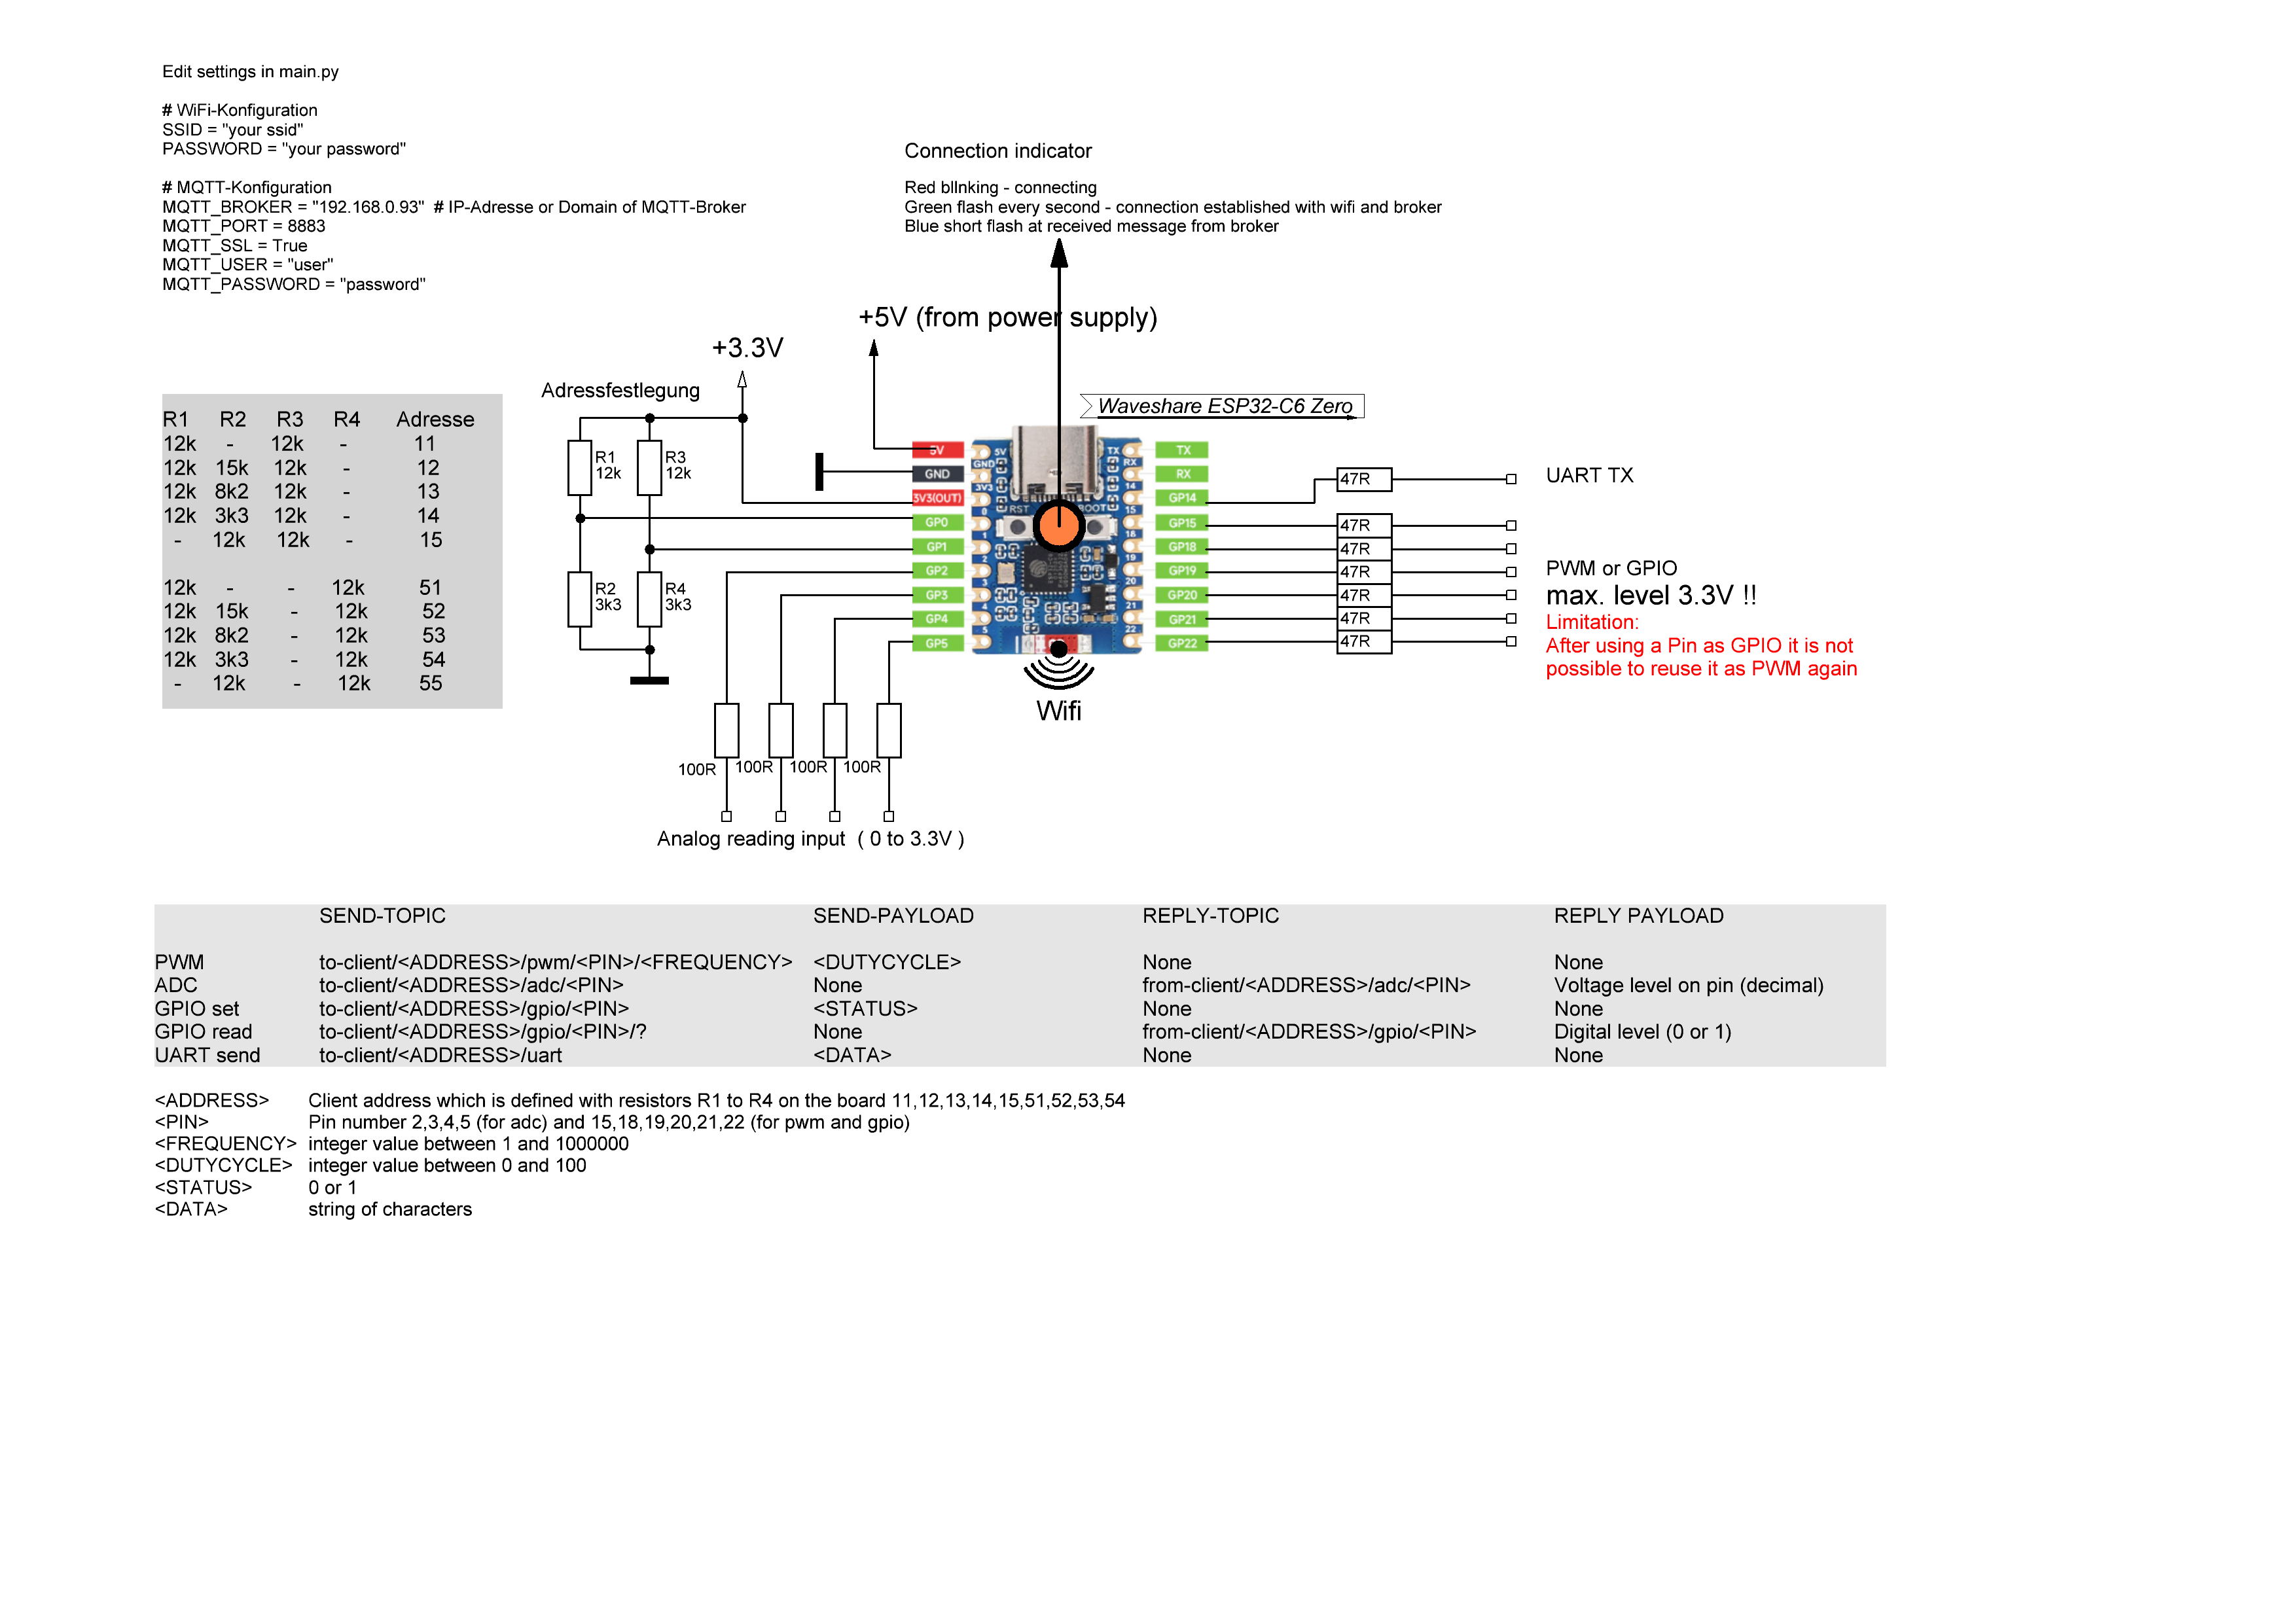 Edit settings in main.py
# WiFi-Konfiguration
SSID = "your ssid"
PASSWORD = "your password"
# MQTT-Konfiguration
MQTT_BROKER = "192.168.0.93"  # IP-Adresse or Domain of MQTT-Broker
MQTT_PORT = 8883
MQTT_SSL = True
MQTT_USER = "user"
MQTT_PASSWORD = "password"
Connection indicator
Red blInking - connecting
Green flash every second - connection established with wifi and broker
Blue short flash at received message from broker
+5V (from power supply)
+3.3V
Adressfestlegung
Waveshare ESP32-C6 Zero
R1 R2 R3 R4 Adresse
12k - 12k - 11
12k 15k 12k - 12
12k 8k2 12k - 13
12k 3k3 12k - 14
- 12k 12k - 15
12k - - 12k 51
12k 15k - 12k 52
12k 8k2 - 12k 53
12k 3k3 - 12k 54
- 12k - 12k 55
R1
12k
R3
12k
R2
3k3
R4
3k3
5V
GND
3V3(OUT)
GP0
GP1
GP2
GP3
GP4
GP5
5V
GND
3V3
0
1
2
3
4
5
RST
BOOT
TX
RX
14
15
18
19
20
21
22
TX
RX
GP14
GP15
GP18
GP19
GP20
GP21
GP22
47R
47R
47R
47R
47R
47R
47R
UART TX
PWM or GPIO
max. level 3.3V !!
Limitation:
After using a Pin as GPIO it is not
possible to reuse it as PWM again
Wifi
100R 100R 100R 100R
Analog reading input  ( 0 to 3.3V )
SEND-TOPIC SEND-PAYLOAD REPLY-TOPIC REPLY PAYLOAD
PWM to-client/<ADDRESS>/pwm/<PIN>/<FREQUENCY> <DUTYCYCLE> None None
ADC to-client/<ADDRESS>/adc/<PIN> None from-client/<ADDRESS>/adc/<PIN> Voltage level on pin (decimal)
GPIO set to-client/<ADDRESS>/gpio/<PIN> <STATUS> None None
GPIO read to-client/<ADDRESS>/gpio/<PIN>/? None from-client/<ADDRESS>/gpio/<PIN> Digital level (0 or 1)
UART send to-client/<ADDRESS>/uart <DATA> None None
<ADDRESS> Client address which is defined with resistors R1 to R4 on the board 11,12,13,14,15,51,52,53,54
<PIN> Pin number 2,3,4,5 (for adc) and 15,18,19,20,21,22 (for pwm and gpio)
<FREQUENCY> integer value between 1 and 1000000
<DUTYCYCLE> integer value between 0 and 100
<STATUS> 0 or 1
<DATA> string of characters